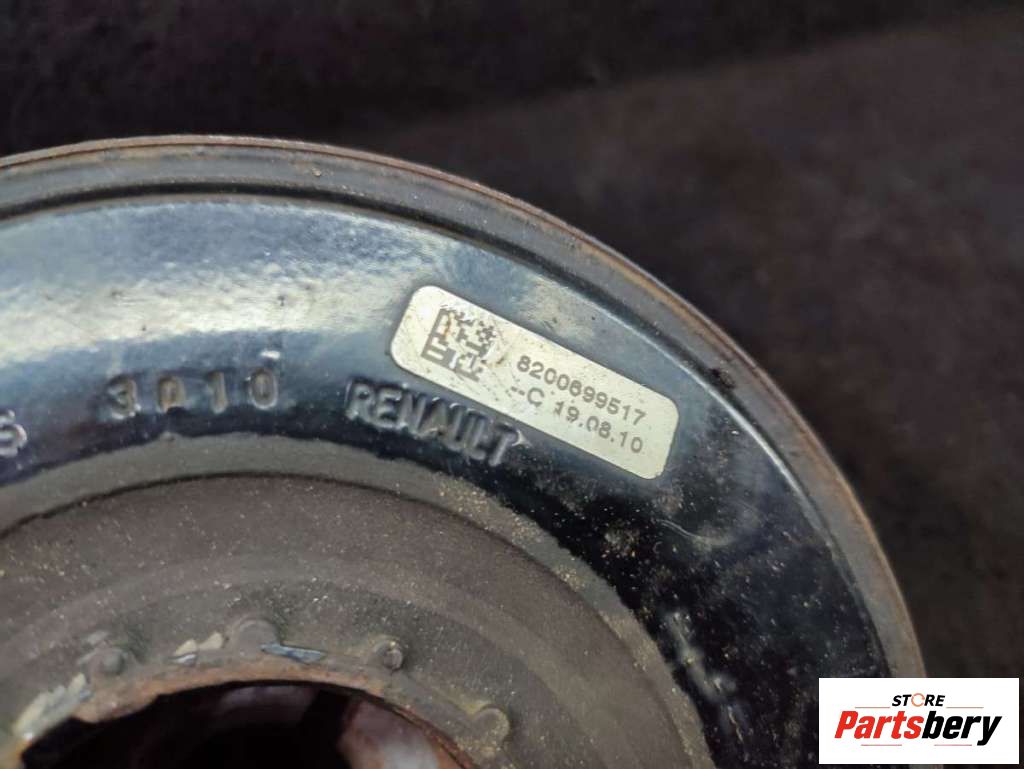 8200699517
--C 19.08.10
3010 RENAULT
STORE
Partsbery